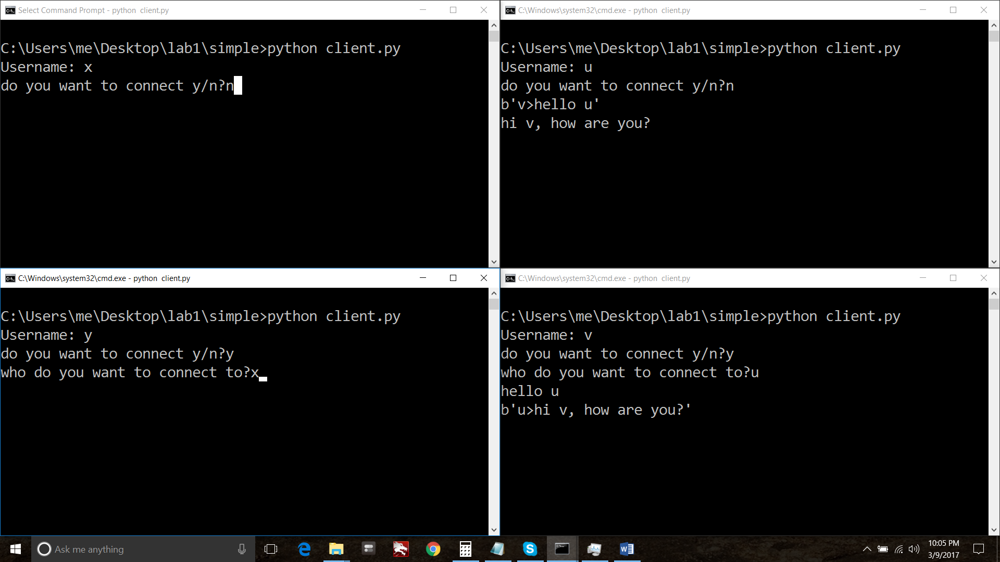 Select Command Prompt - python  client.py
C:\Users\me\Desktop\lab1\simple>python client.py
Username: x
do you want to connect y/n?n
C:\Windows\system32\cmd.exe - python  client.py
C:\Users\me\Desktop\lab1\simple>python client.py
Username: u
do you want to connect y/n?n
b'v>hello u'
hi v, how are you?
C:\Windows\system32\cmd.exe - python  client.py
C:\Users\me\Desktop\lab1\simple>python client.py
Username: y
do you want to connect y/n?y
who do you want to connect to?x
C:\Windows\system32\cmd.exe - python  client.py
C:\Users\me\Desktop\lab1\simple>python client.py
Username: v
do you want to connect y/n?y
who do you want to connect to?u
hello u
b'u>hi v, how are you?'
Ask me anything
10:05 PM
3/9/2017